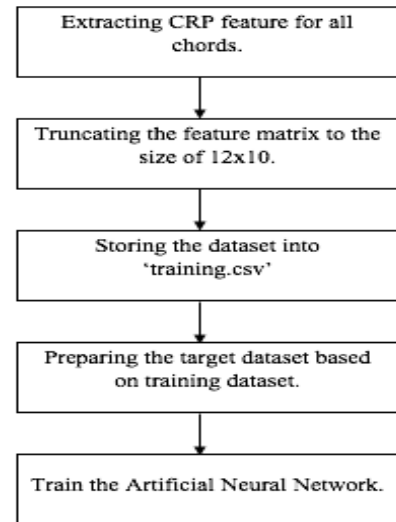 Extracting CRP feature for all
chords.
Truncating the feature matrix to the
size of 12x10.
Storing the dataset into
‘training.csv’
Preparing the target dataset based
on training dataset.
Train the Artificial Neural Network.